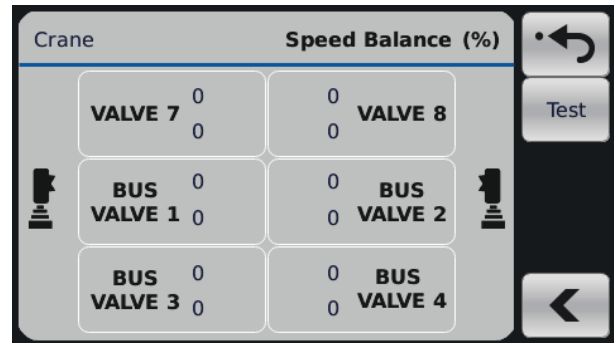 Crane Speed Balance (%)
Test
VALVE 7 0 0
0 0 VALVE 8
BUS VALVE 1 0 0
0 0 BUS VALVE 2
BUS VALVE 3 0 0
0 0 BUS VALVE 4